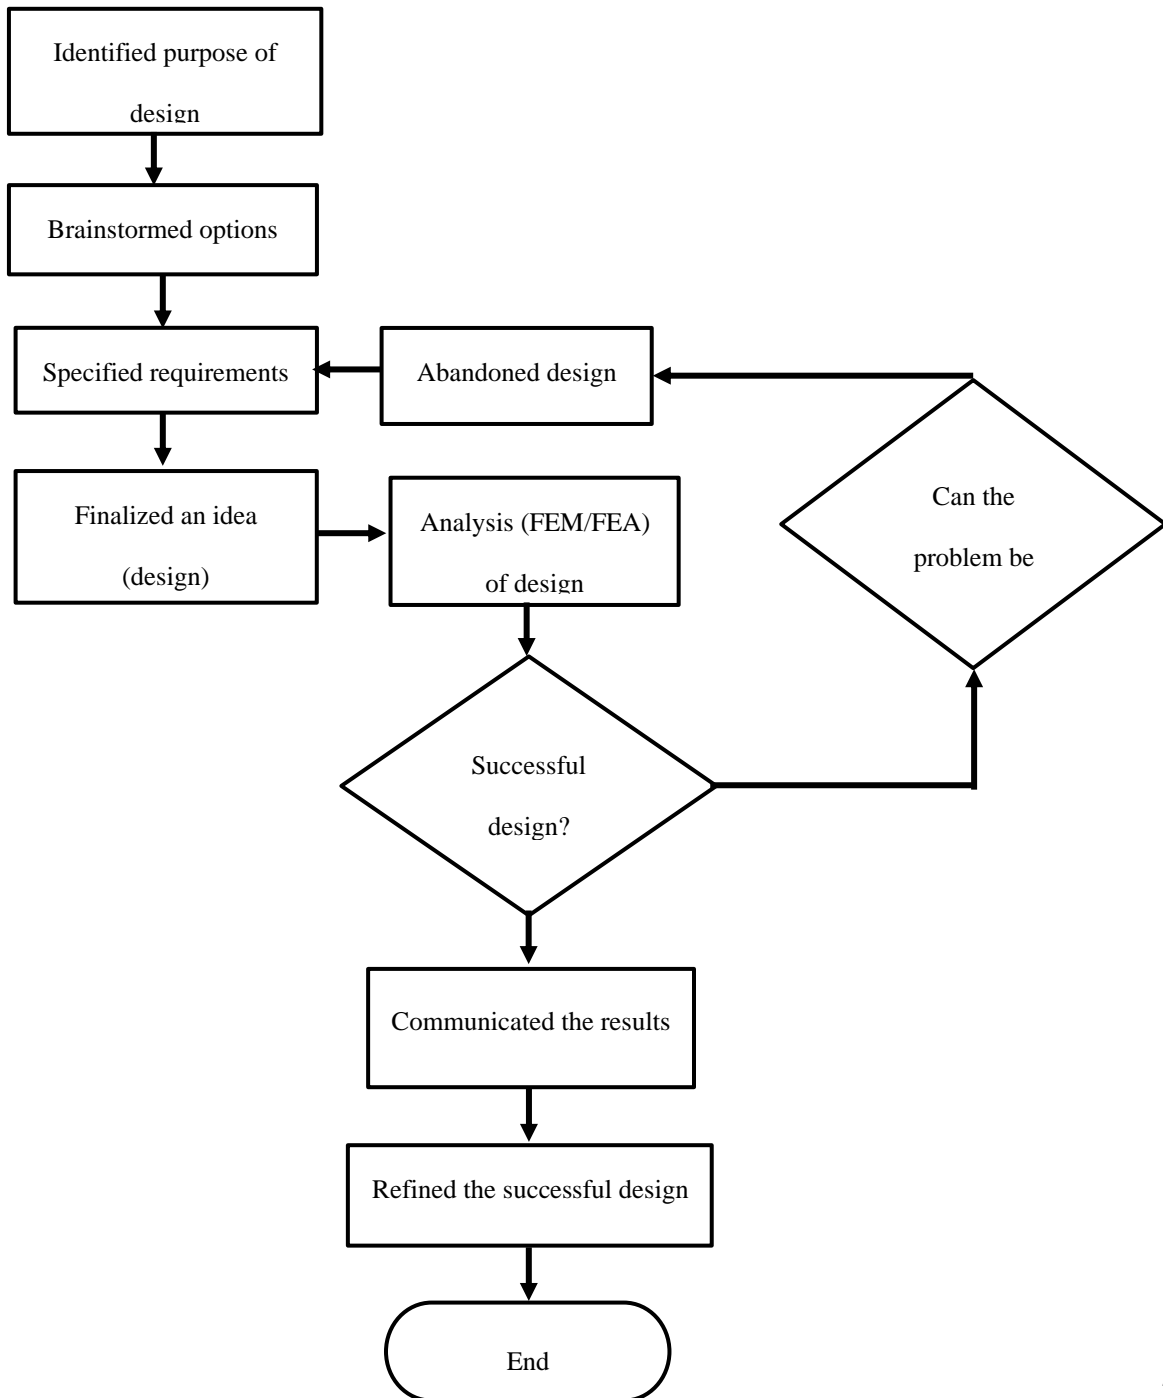 Identified purpose of
design
Brainstormed options
Specified requirements
Abandoned design
Finalized an idea
(design)
Analysis (FEM/FEA)
of design
Can the
problem be
Successful
design?
Communicated the results
Refined the successful design
End